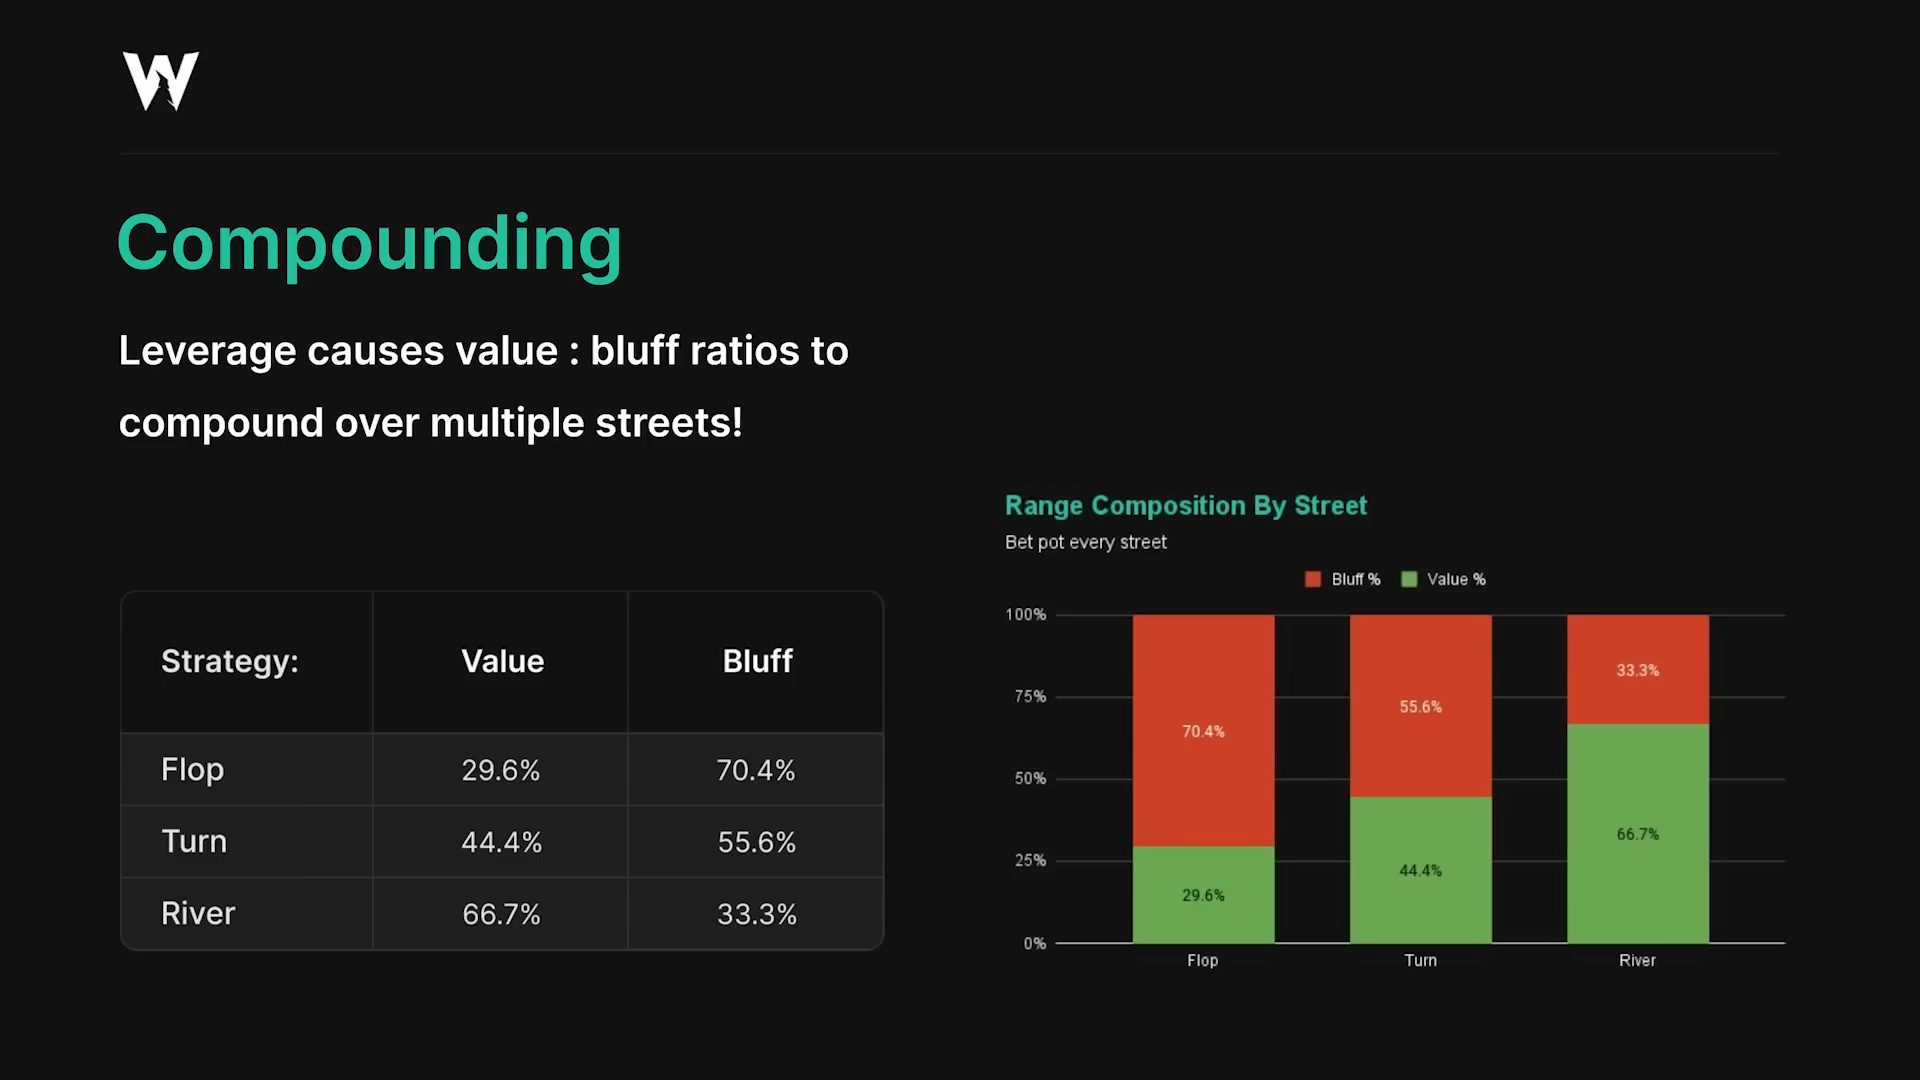 W
Compounding
Leverage causes value : bluff ratios to
compound over multiple streets!
Strategy: Value Bluff
Flop 29.6% 70.4%
Turn 44.4% 55.6%
River 66.7% 33.3%
Range Composition By Street
Bet pot every street
Bluff % Value %
100%
75%
50%
25%
0%
70.4%
29.6%
55.6%
44.4%
33.3%
66.7%
Flop Turn River